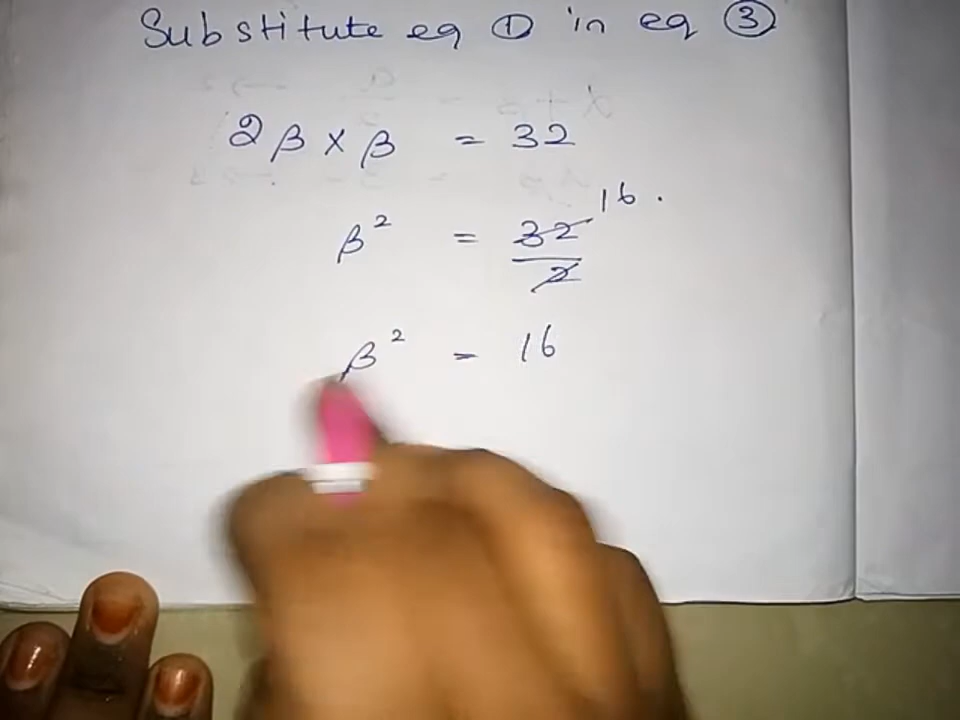 Substitute eq ① in eq ③
2β × β = 32
β² = 32/2 16.
β² = 16